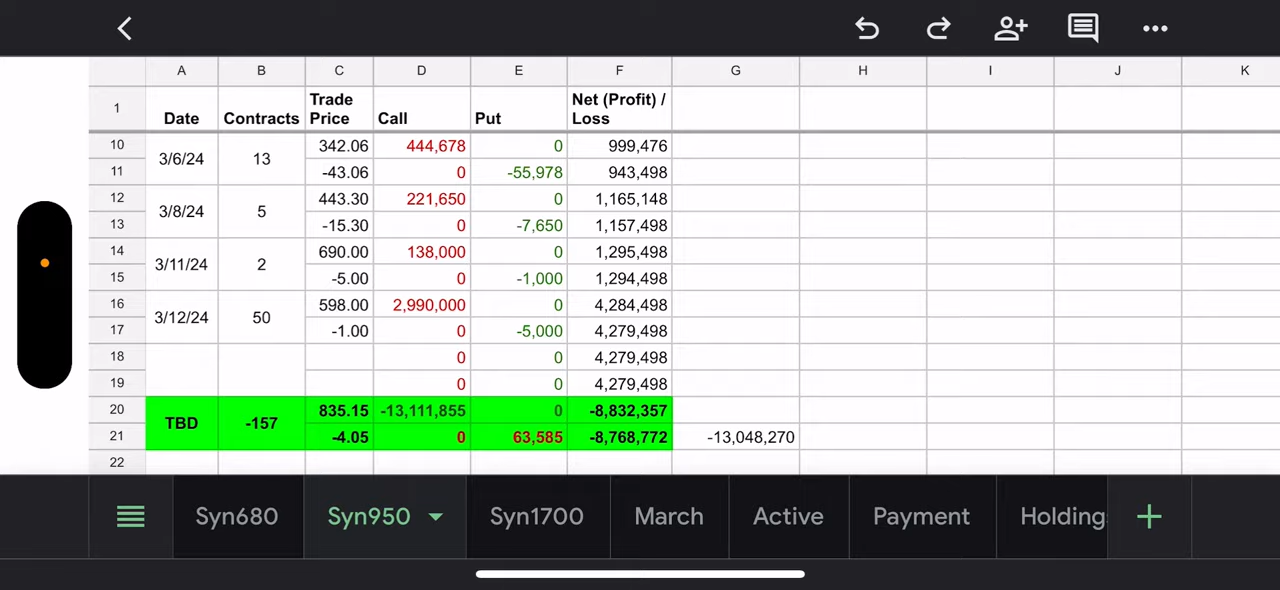 A B C D E F G H I J K
1 Date Contracts Trade Price Call Put Net (Profit) / Loss
10 3/6/24 13 342.06 444,678 0 999,476
11 -43.06 0 -55,978 943,498
12 3/8/24 5 443.30 221,650 0 1,165,148
13 -15.30 0 -7,650 1,157,498
14 3/11/24 2 690.00 138,000 0 1,295,498
15 -5.00 0 -1,000 1,294,498
16 3/12/24 50 598.00 2,990,000 0 4,284,498
17 -1.00 0 -5,000 4,279,498
18 0 0 4,279,498
19 0 0 4,279,498
20 TBD -157 835.15 -13,111,855 0 -8,832,357
21 -4.05 0 63,585 -8,768,772 -13,048,270
22
Syn680 Syn950 Syn1700 March Active Payment Holding